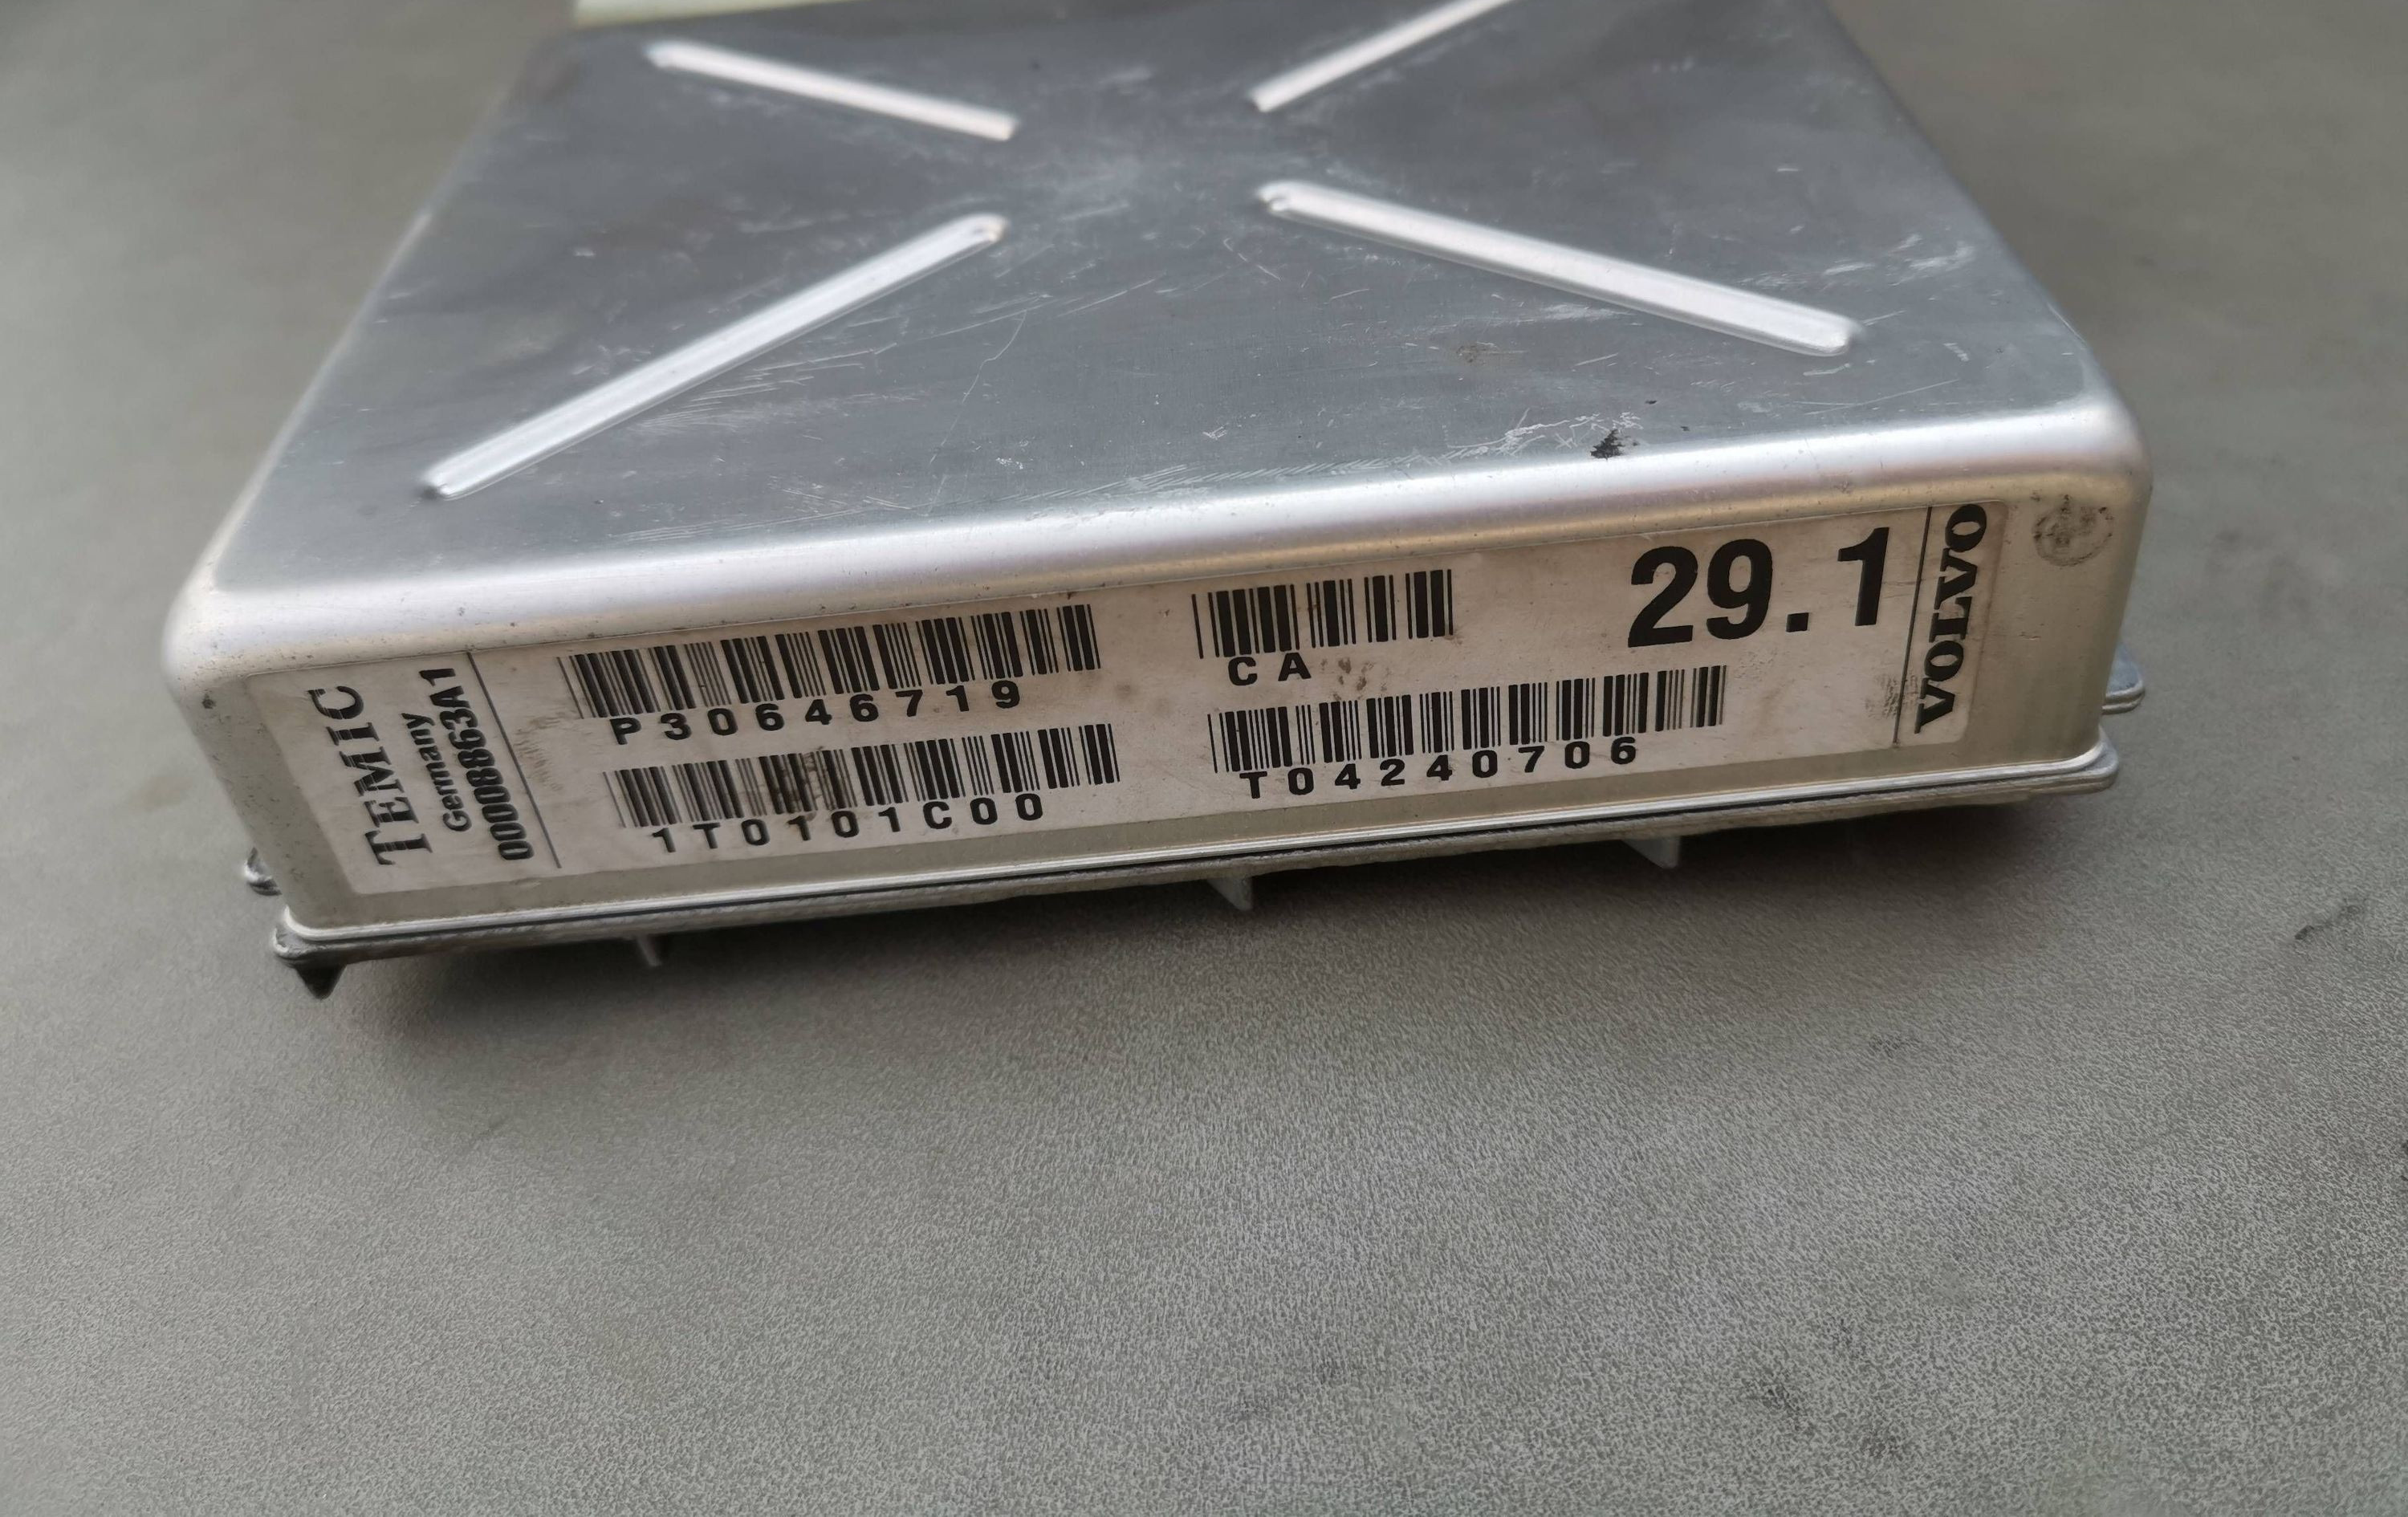 TEMIC
Germany
00008863A1
P30646719
1T0101C00
CA
T04240706
29.1
VOLVO